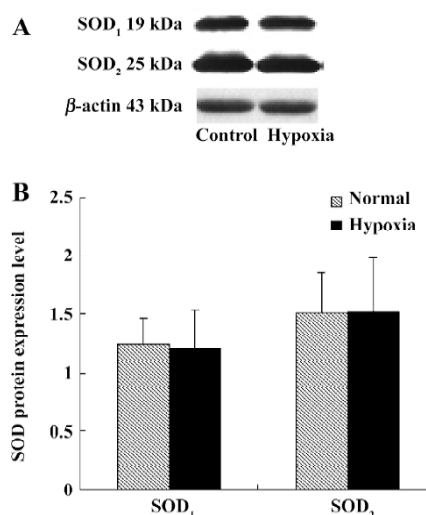 A
SOD₁ 19 kDa
SOD₂ 25 kDa
β-actin 43 kDa
Control Hypoxia
B
2.5
2
1.5
1
0.5
0
SOD protein expression level
Normal
Hypoxia
SOD₁ SOD₂